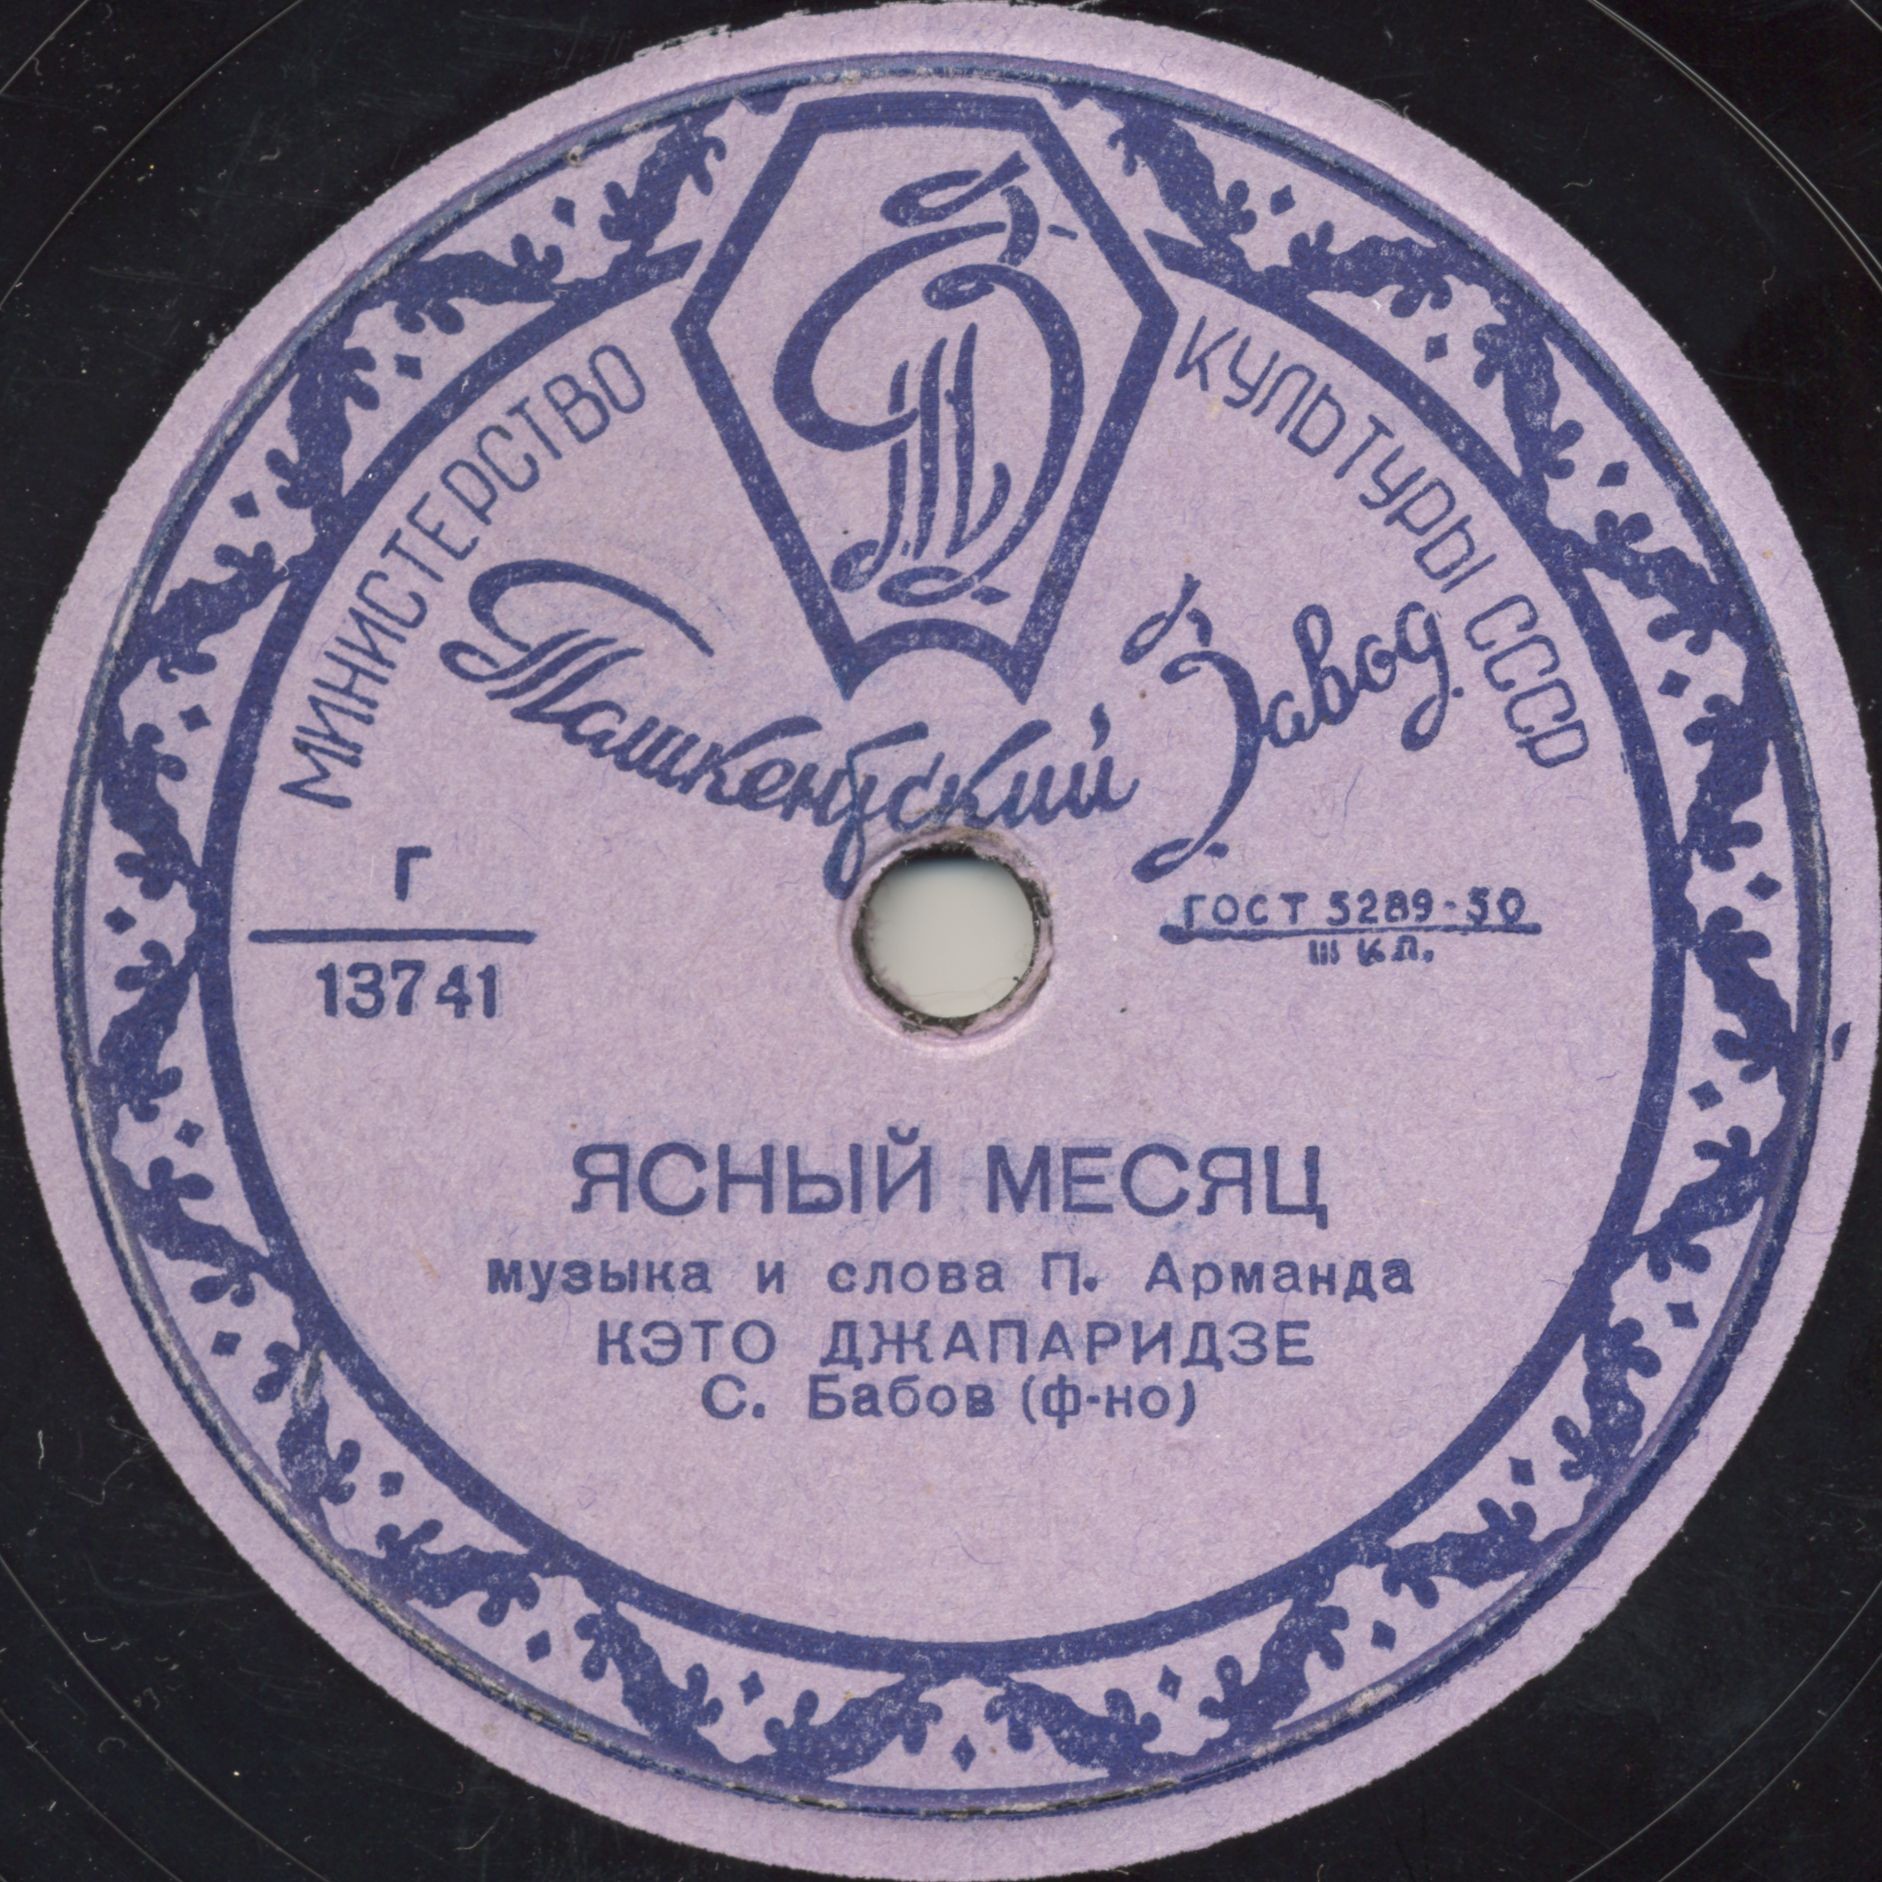 МИНИСТЕРСТВО КУЛЬТУРЫ СССР
Ташкентский Завод
Г
13741
ГОСТ 5289-50
III КЛ.
ЯСНЫЙ МЕСЯЦ
музыка и слова П. Арманда
КЭТО ДЖАПАРИДЗЕ
С. Бабов (ф-но)